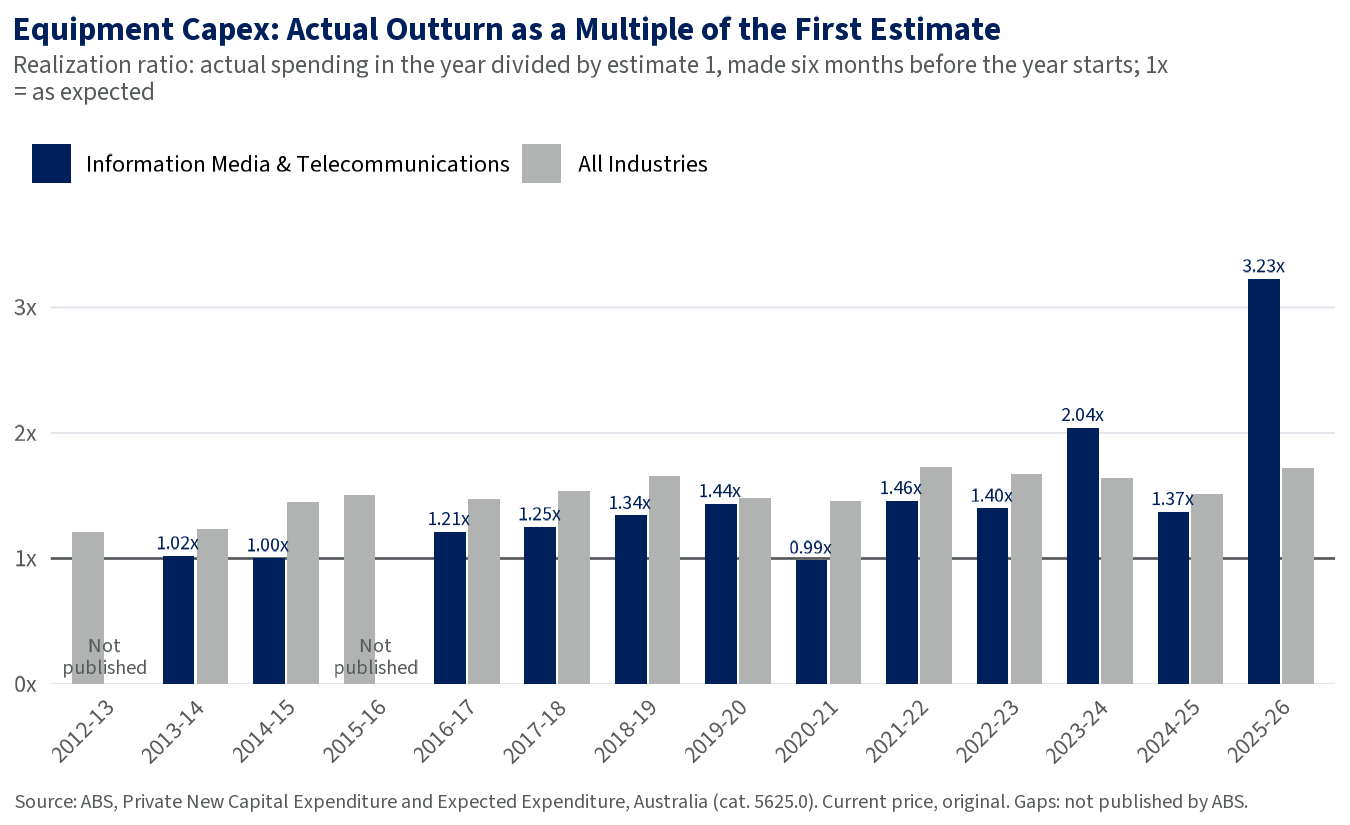 Equipment Capex: Actual Outturn as a Multiple of the First Estimate
Realization ratio: actual spending in the year divided by estimate 1, made six months before the year starts; 1x
= as expected
Information Media & Telecommunications
All Industries
3.23x
3x
2.04x
2x
1.46x
1.44x
1.40x
1.37x
1.34x
1.25x
1.21x
1.02x
1.00x
0.99x
1x
Not
published
Not
published
0x
2012-13
2013-14
2014-15
2015-16
2016-17
2017-18
2018-19
2019-20
2020-21
2021-22
2022-23
2023-24
2024-25
2025-26
Source: ABS, Private New Capital Expenditure and Expected Expenditure, Australia (cat. 5625.0). Current price, original. Gaps: not published by ABS.